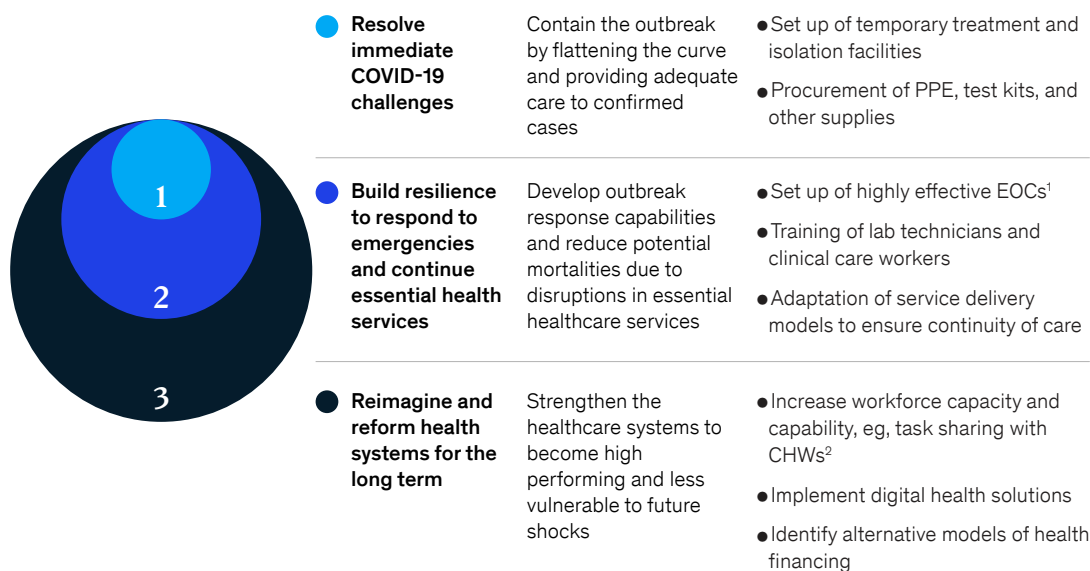 1
2
3
Resolve
immediate
COVID-19
challenges
Contain the outbreak
by flattening the curve
and providing adequate
care to confirmed
cases
● Set up of temporary treatment and
isolation facilities
● Procurement of PPE, test kits, and
other supplies
Build resilience
to respond to
emergencies
and continue
essential health
services
Develop outbreak
response capabilities
and reduce potential
mortalities due to
disruptions in essential
healthcare services
● Set up of highly effective EOCs¹
● Training of lab technicians and
clinical care workers
● Adaptation of service delivery
models to ensure continuity of care
Reimagine and
reform health
systems for the
long term
Strengthen the
healthcare systems to
become high
performing and less
vulnerable to future
shocks
● Increase workforce capacity and
capability, eg, task sharing with
CHWs²
● Implement digital health solutions
● Identify alternative models of health
financing